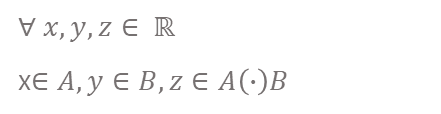 ∀ x, y, z ∈ ℝ
x∈ A, y ∈ B, z ∈ A(·)B